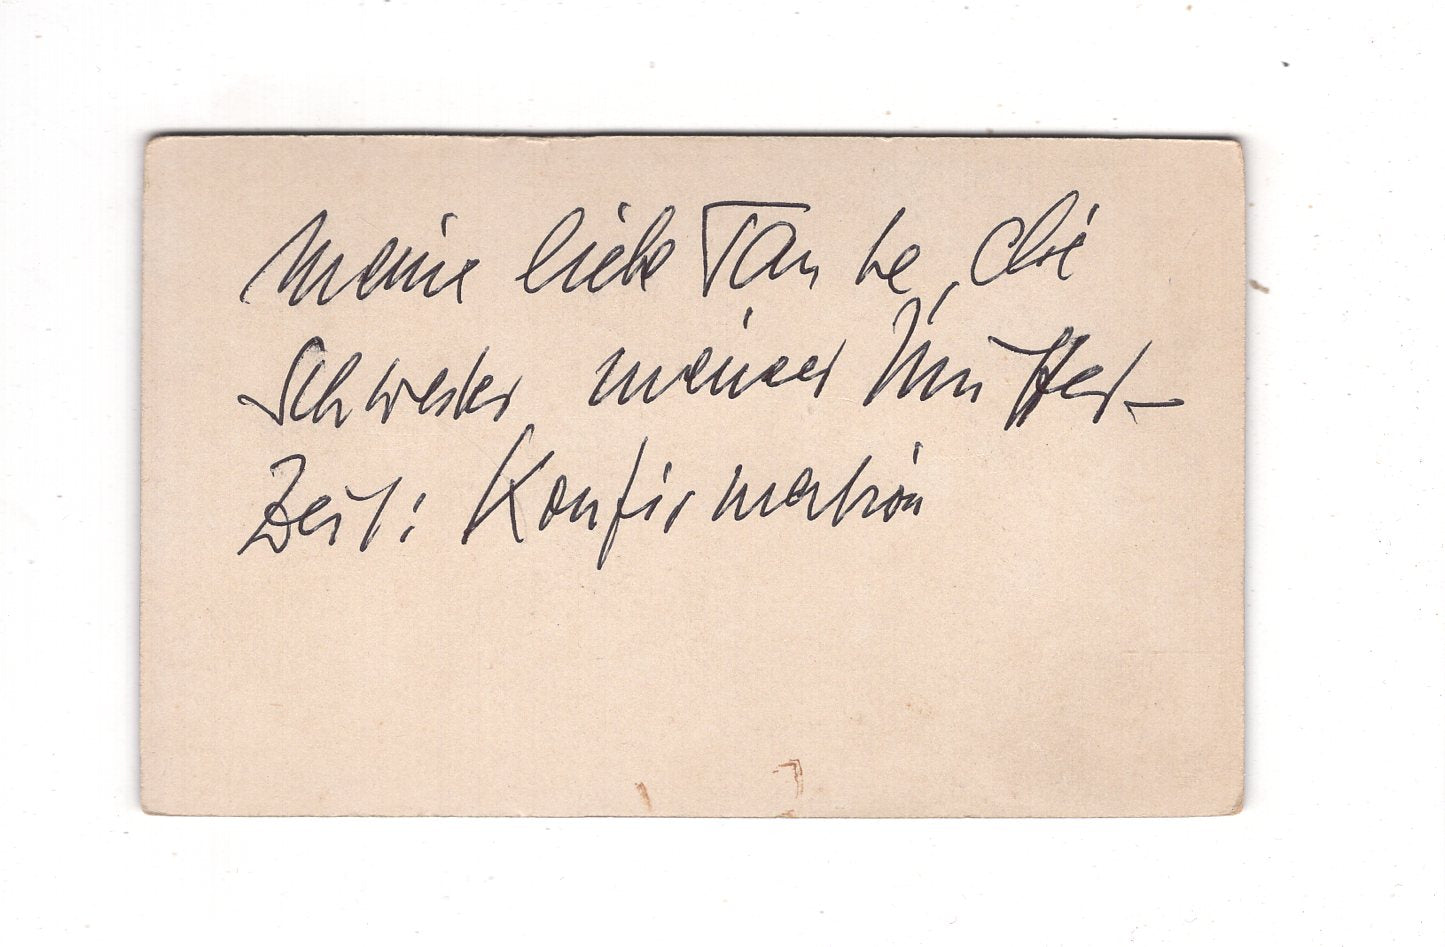 Meine liebe Tante, die
Schwester meiner Mutter –
Zeit: Konfirmation